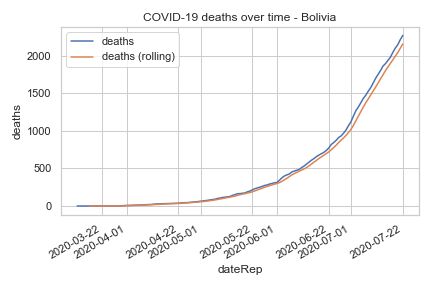 COVID-19 deaths over time - Bolivia
deaths
deaths (rolling)
2000
1500
1000
500
0
deaths
2020-03-22
2020-04-01
2020-04-22
2020-05-01
2020-05-22
2020-06-01
2020-06-22
2020-07-01
2020-07-22
dateRep